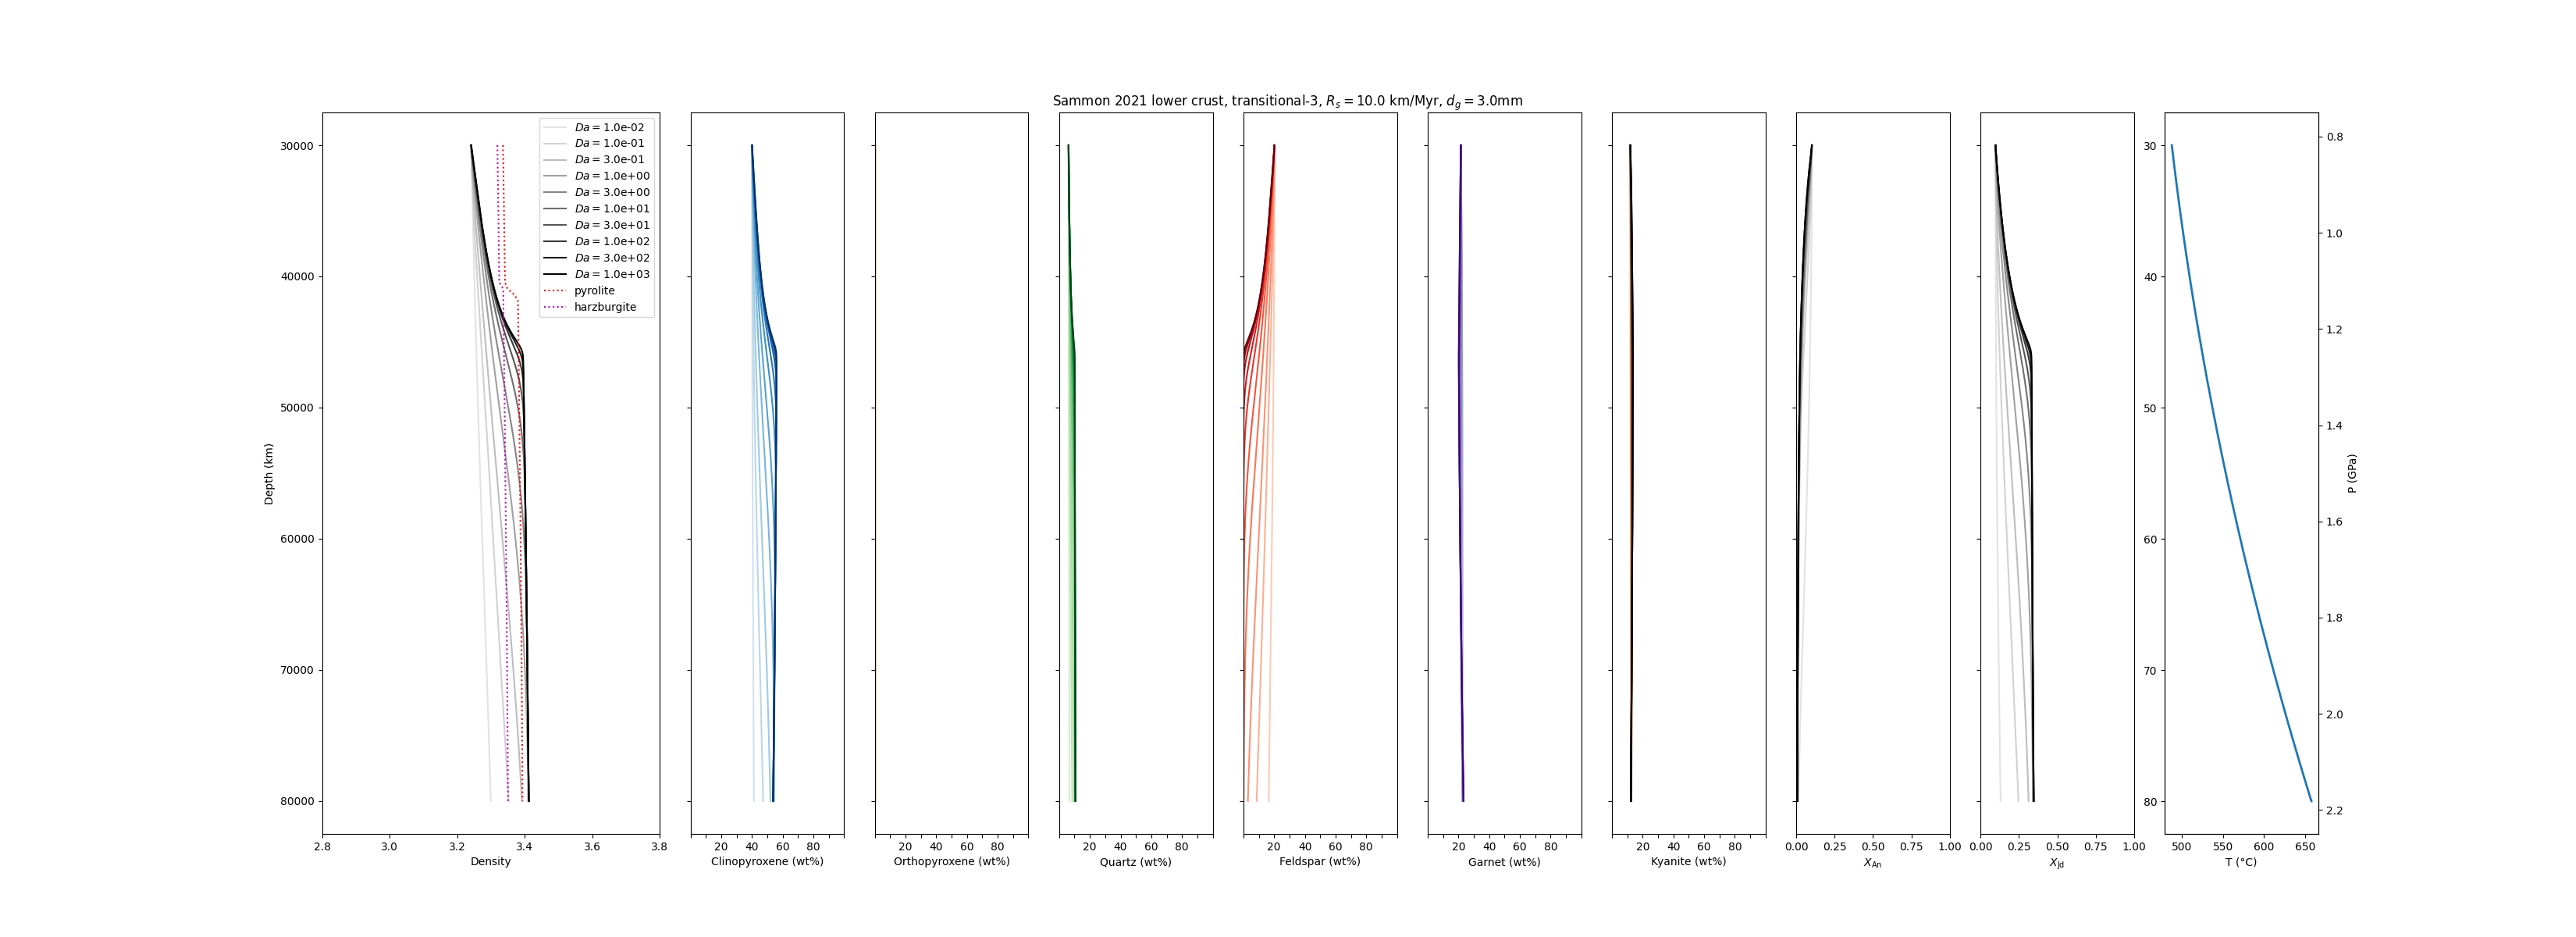 Sammon 2021 lower crust, transitional-3, R_s = 10.0 km/Myr, d_g = 3.0mm
Da = 1.0e-02
Da = 1.0e-01
Da = 3.0e-01
Da = 1.0e+00
Da = 3.0e+00
Da = 1.0e+01
Da = 3.0e+01
Da = 1.0e+02
Da = 3.0e+02
Da = 1.0e+03
pyrolite
harzburgite
Depth (km)
30000
40000
50000
60000
70000
80000
2.8 3.0 3.2 3.4 3.6 3.8
Density
20 40 60 80
Clinopyroxene (wt%)
20 40 60 80
Orthopyroxene (wt%)
20 40 60 80
Quartz (wt%)
20 40 60 80
Feldspar (wt%)
20 40 60 80
Garnet (wt%)
20 40 60 80
Kyanite (wt%)
0.00 0.25 0.50 0.75 1.00
X_An
0.00 0.25 0.50 0.75 1.00
X_Jd
30
40
50
60
70
80
500 550 600 650
T (°C)
0.8
1.0
1.2
1.4
1.6
1.8
2.0
2.2
P (GPa)